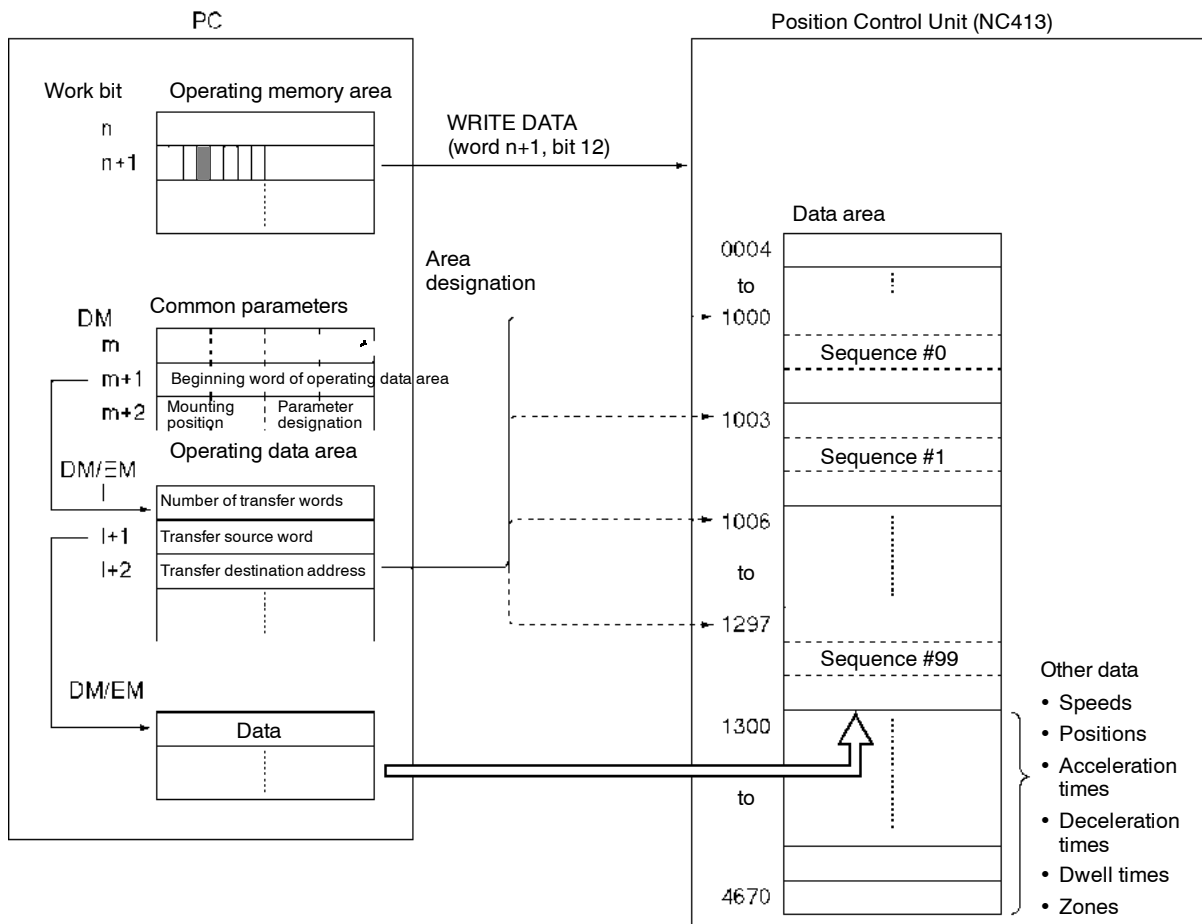 PC
Position Control Unit (NC413)
Work bit
Operating memory area
n
n+1
WRITE DATA
(word n+1, bit 12)
Data area
0004
to
1000
Sequence #0
1003
Sequence #1
1006
to
1297
Sequence #99
1300
to
4670
Area
designation
Common parameters
DM
m
m+1
Beginning word of operating data area
m+2
Mounting
position
Parameter
designation
Operating data area
DM/EM
l
Number of transfer words
l+1
Transfer source word
l+2
Transfer destination address
DM/EM
Data
Other data
• Speeds
• Positions
• Acceleration
times
• Deceleration
times
• Dwell times
• Zones